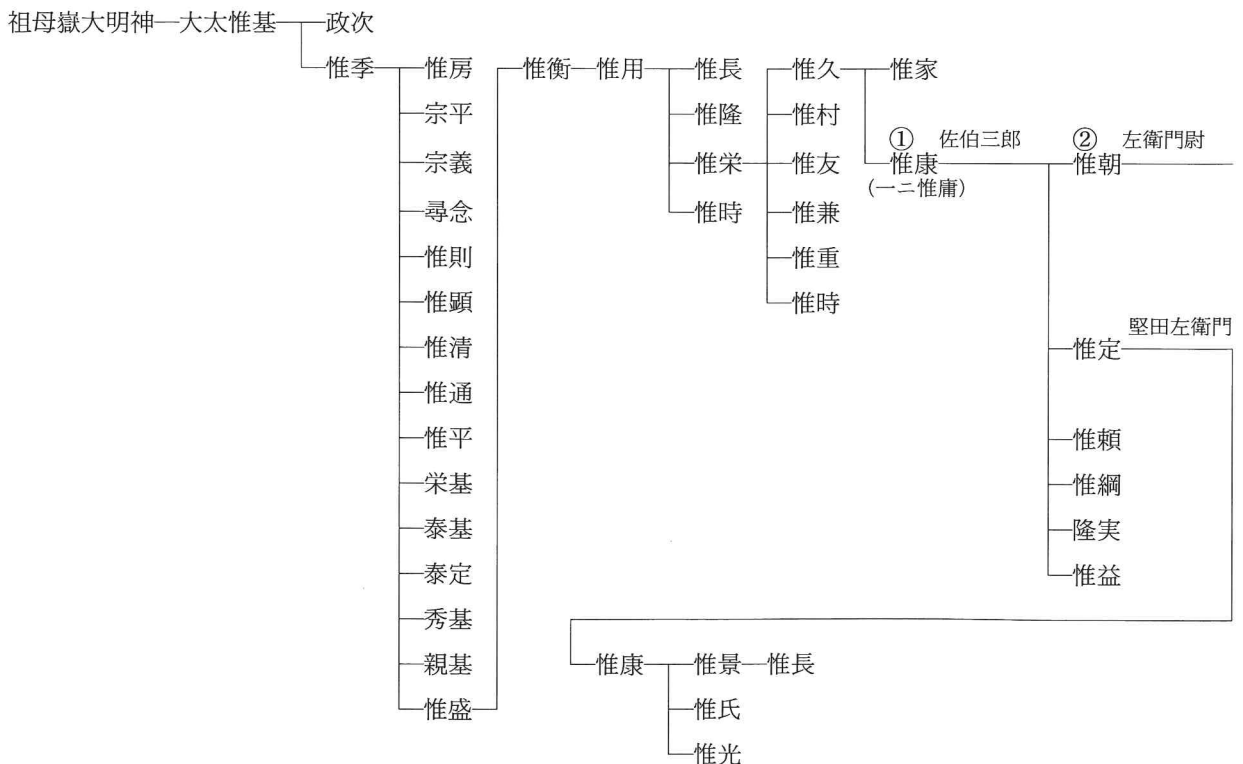 祖母嶽大明神 大太惟基 政次
惟季 惟房 惟衡 惟用 惟長 惟久 惟家
宗平 惟隆 惟村
① 佐伯三郎 ② 左衛門尉
宗義 惟栄 惟友 惟康 惟朝
(一ニ惟庸)
尋念 惟時 惟兼
惟則 惟重
惟顕 惟時
堅田左衛門
惟清 惟定
惟通
惟平 惟頼
栄基 惟綱
泰基 隆実
泰定 惟益
秀基
親基 惟康 惟景 惟長
惟盛 惟氏
惟光